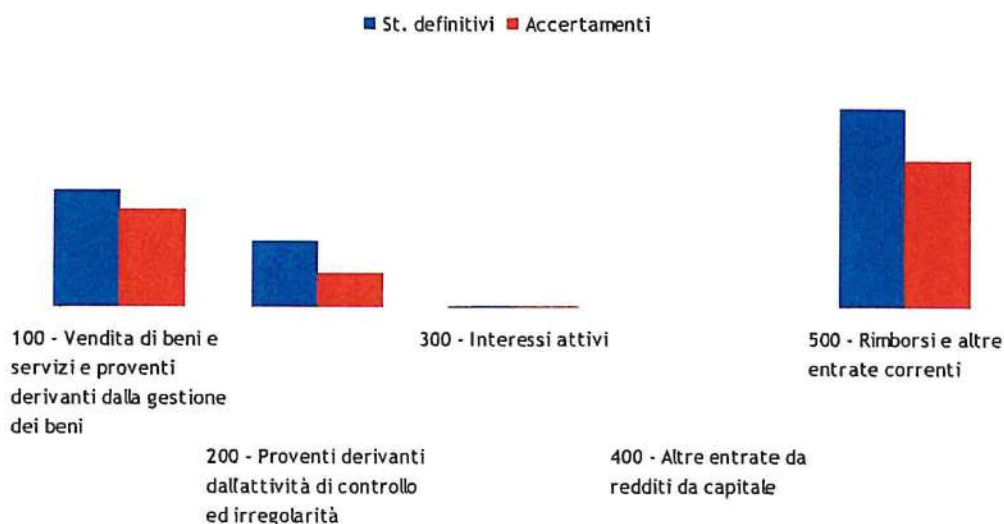 St. definitivi Accertamenti
100 - Vendita di beni e
servizi e proventi
derivanti dalla gestione
dei beni
200 - Proventi derivanti
dall'attività di controllo
ed irregolarità
300 - Interessi attivi
400 - Altre entrate da
redditi da capitale
500 - Rimborsi e altre
entrate correnti